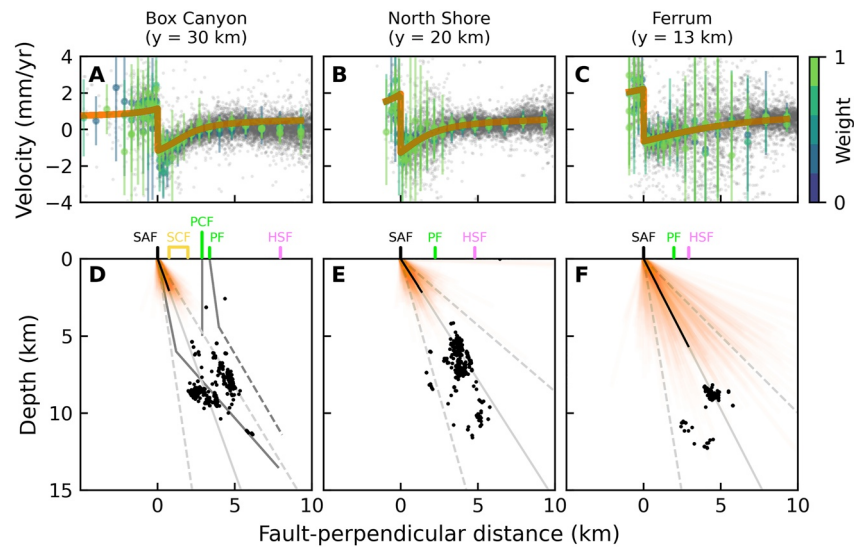 Box Canyon
(y = 30 km)
North Shore
(y = 20 km)
Ferrum
(y = 13 km)
Velocity (mm/yr)
4
2
0
−2
−4
A
B
C
1
0
Weight
SAF
SCF
PCF
PF
HSF
SAF
PF
HSF
SAF
PF
HSF
Depth (km)
0
5
10
15
D
E
F
0
5
10
0
5
10
0
5
10
Fault-perpendicular distance (km)